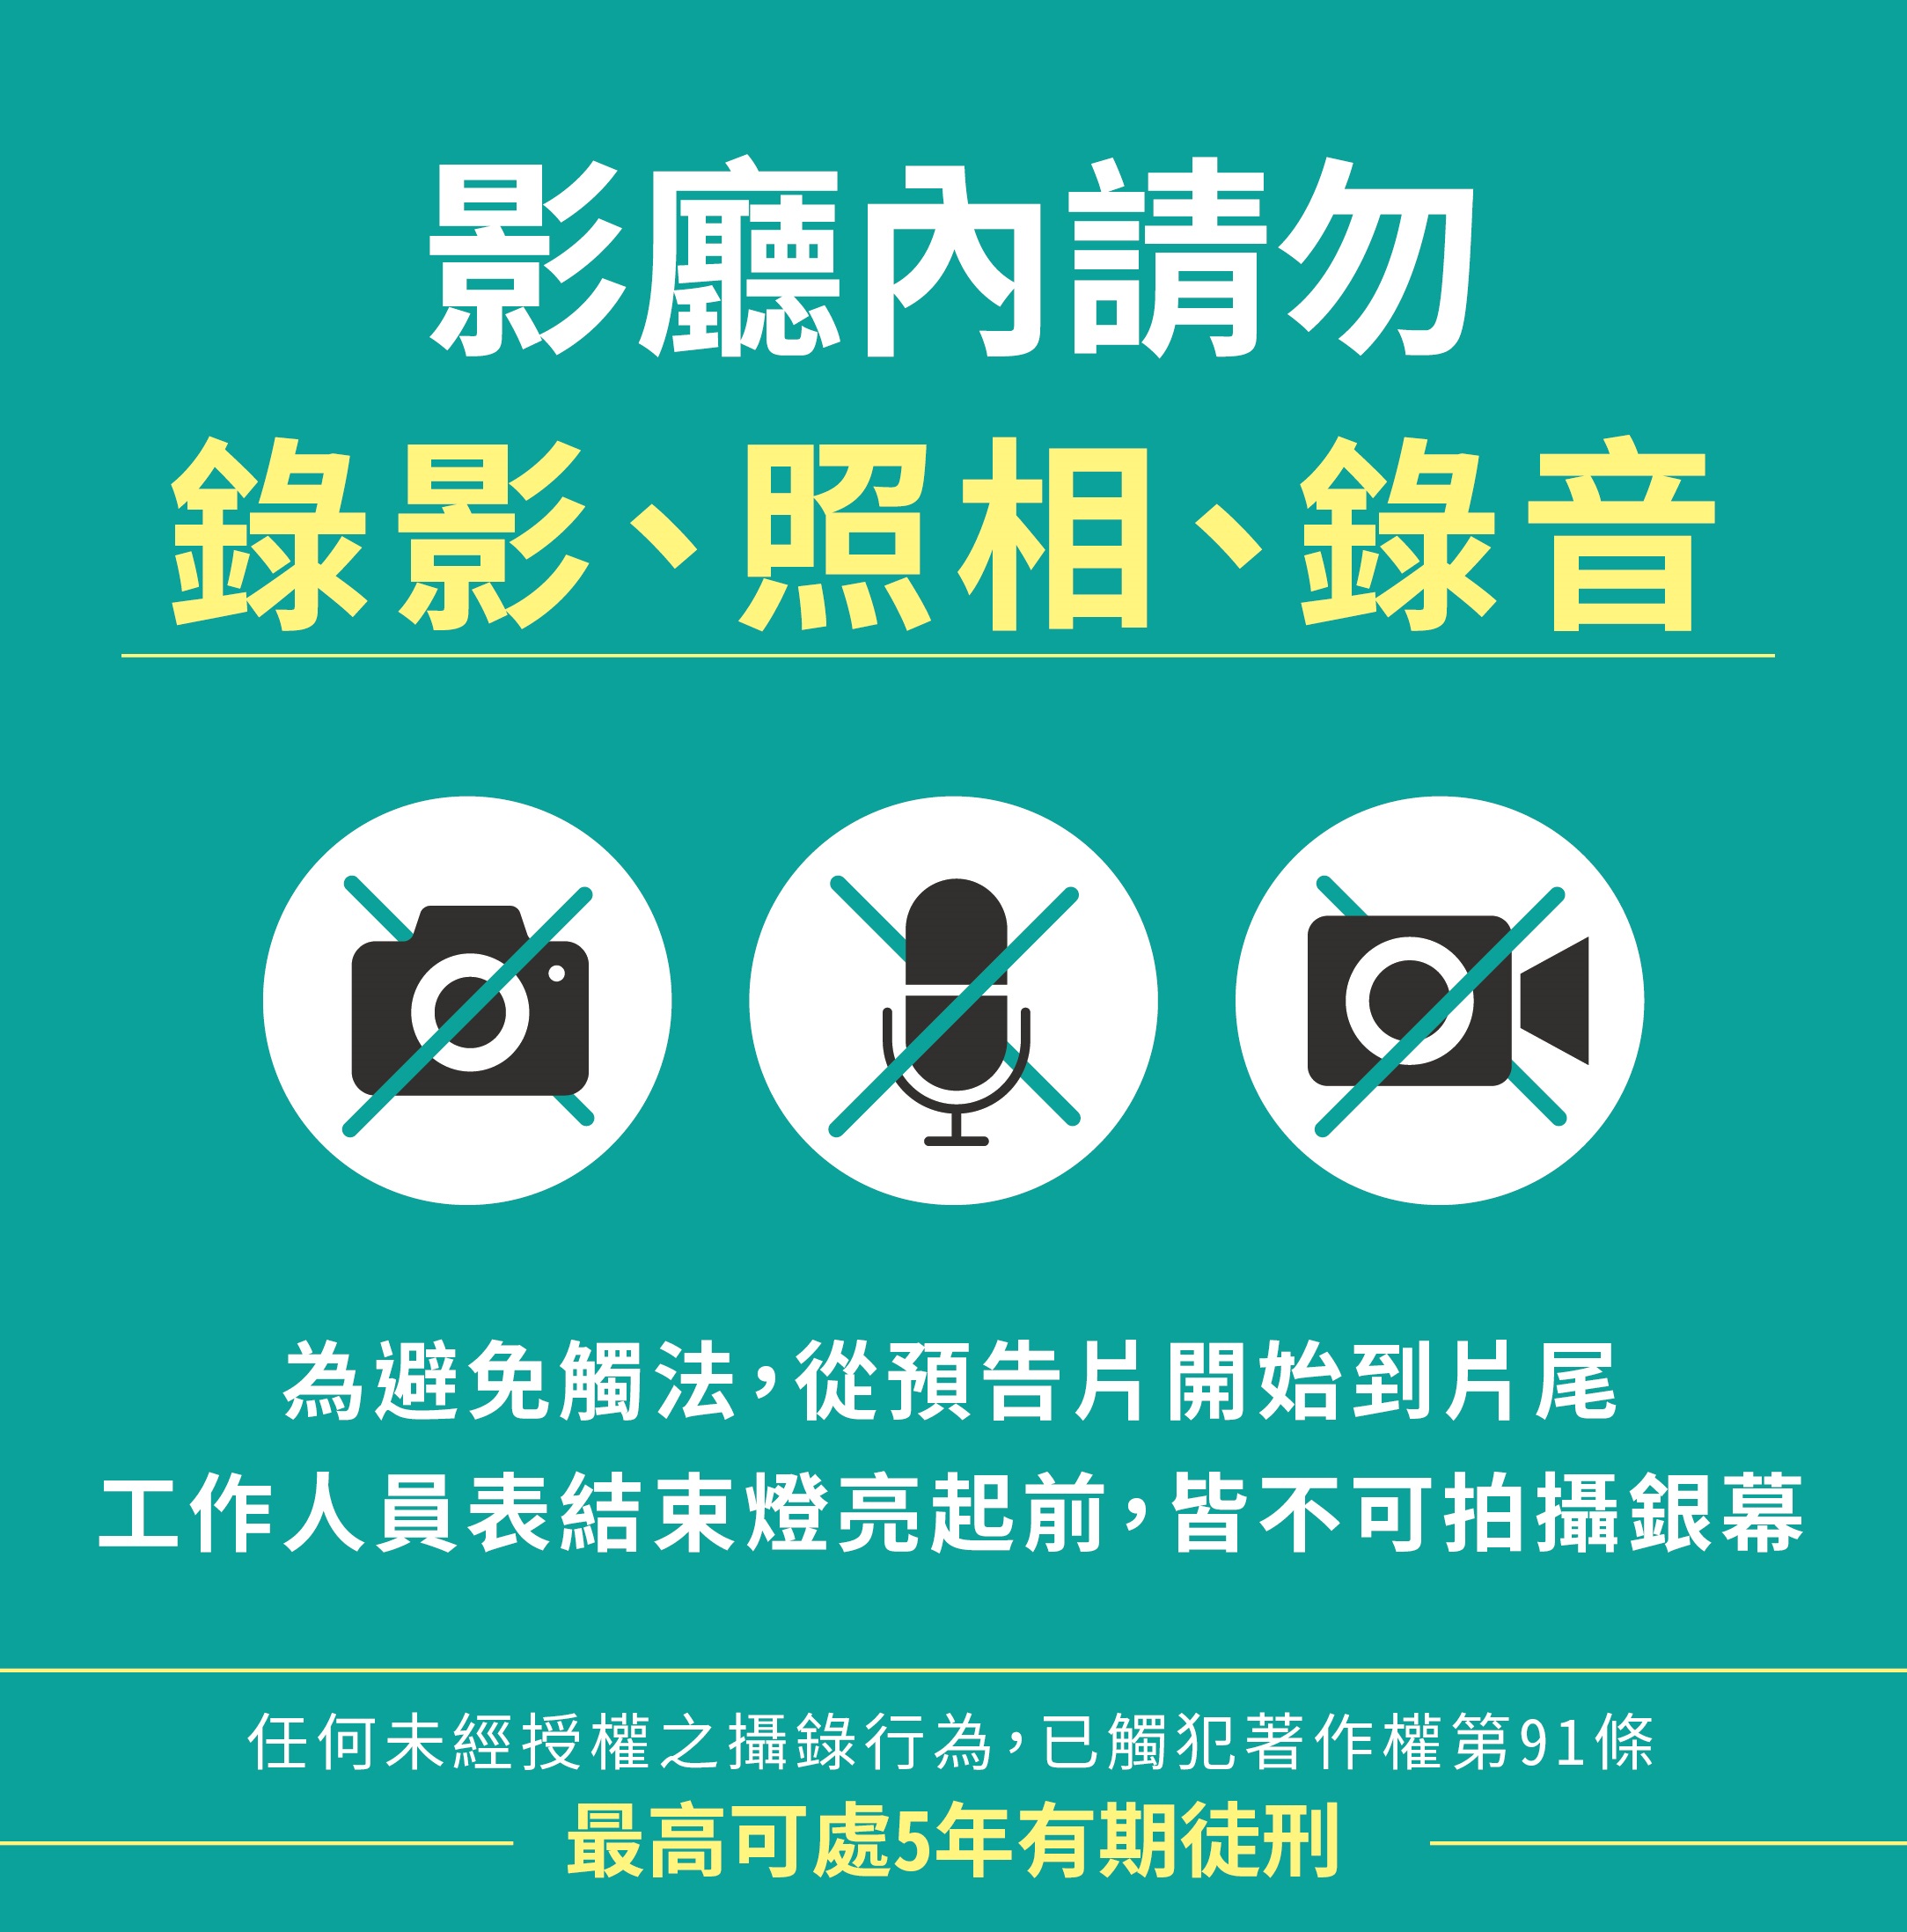 影廳內請勿
錄影、照相、錄音
為避免觸法，從預告片開始到片尾
工作人員表結束燈亮起前，皆不可拍攝銀幕
任何未經授權之攝錄行為，已觸犯著作權第91條
最高可處5年有期徒刑